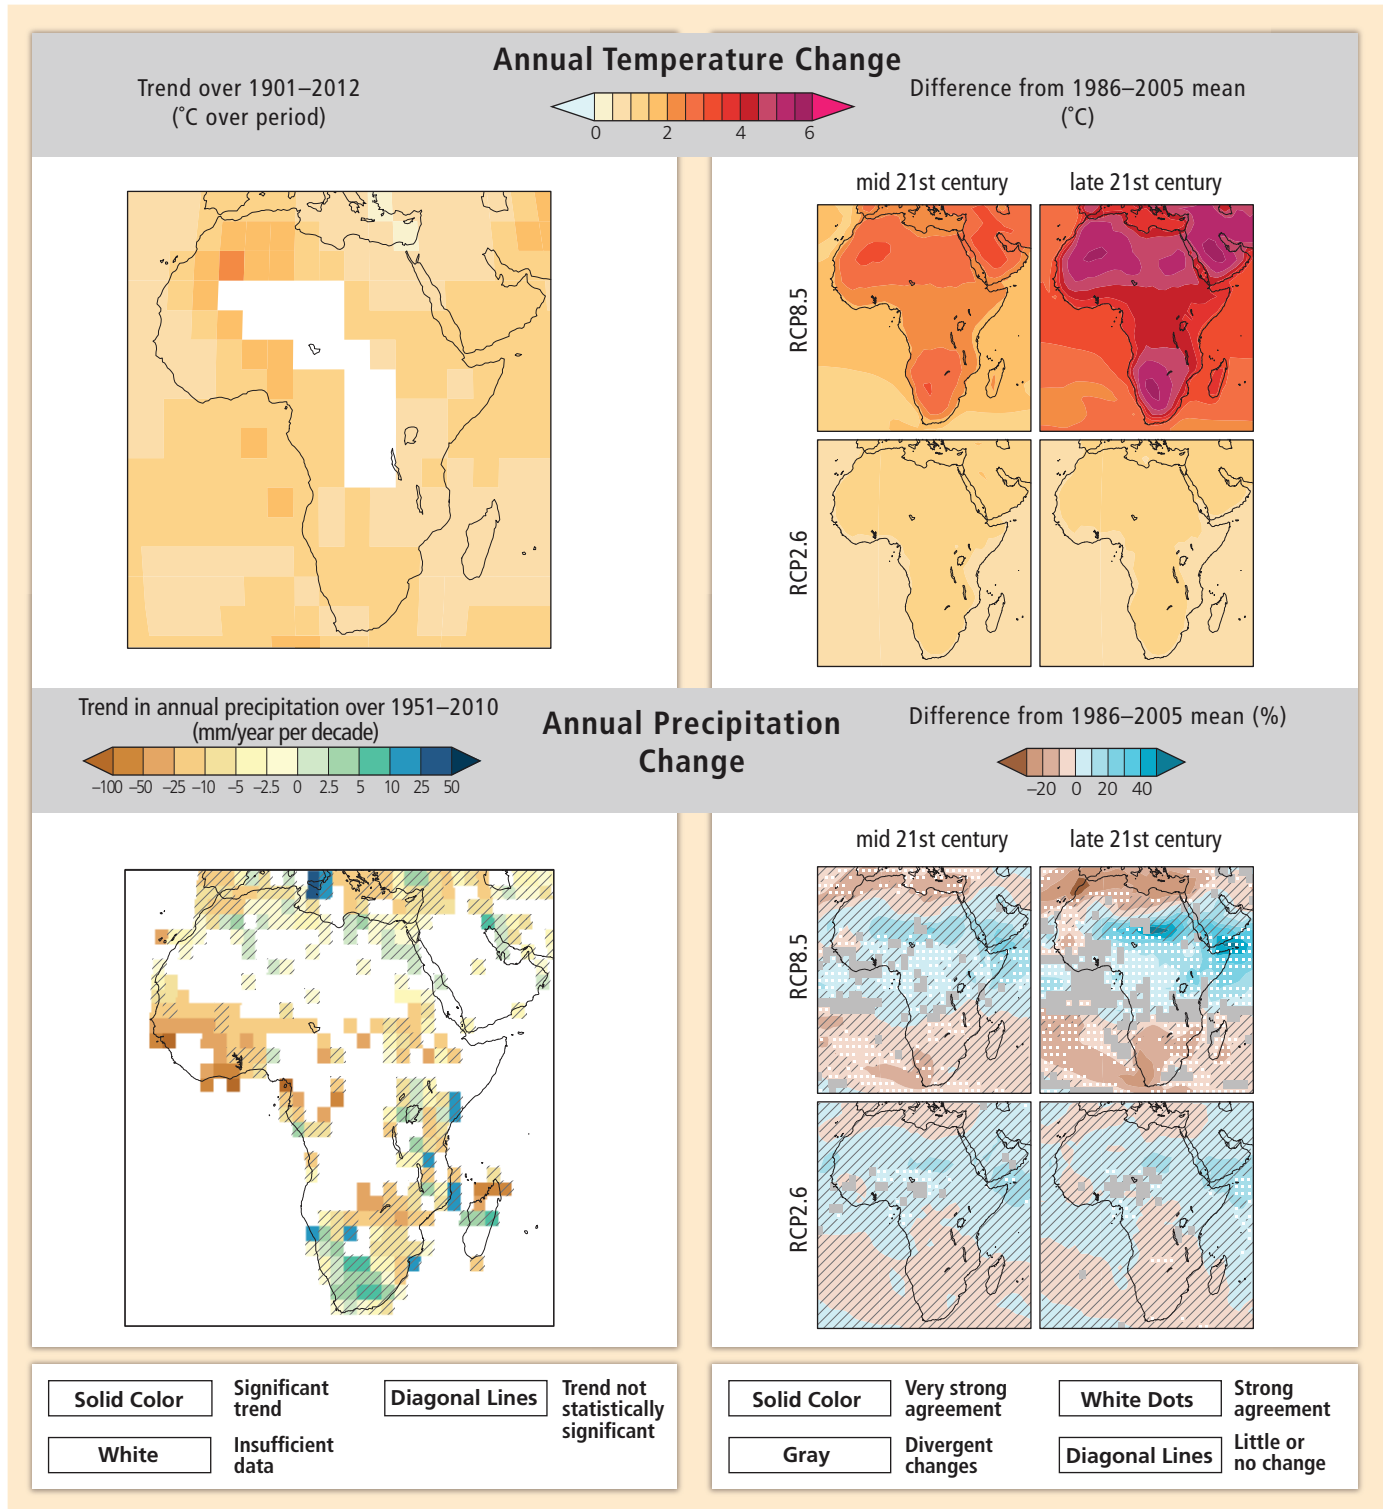 Annual Temperature Change
Trend over 1901–2012
(˚C over period)
0 2 4 6
Difference from 1986–2005 mean
(˚C)
mid 21st century
late 21st century
RCP8.5
RCP2.6
Trend in annual precipitation over 1951–2010
(mm/year per decade)
–100 –50 –25 –10 –5 –2.5 0 2.5 5 10 25 50
Annual Precipitation
Change
Difference from 1986–2005 mean (%)
–20 0 20 40
mid 21st century
late 21st century
RCP8.5
RCP2.6
Solid Color
Significant
trend
Diagonal Lines
Trend not
statistically
significant
White
Insufficient
data
Solid Color
Very strong
agreement
White Dots
Strong
agreement
Gray
Divergent
changes
Diagonal Lines
Little or
no change